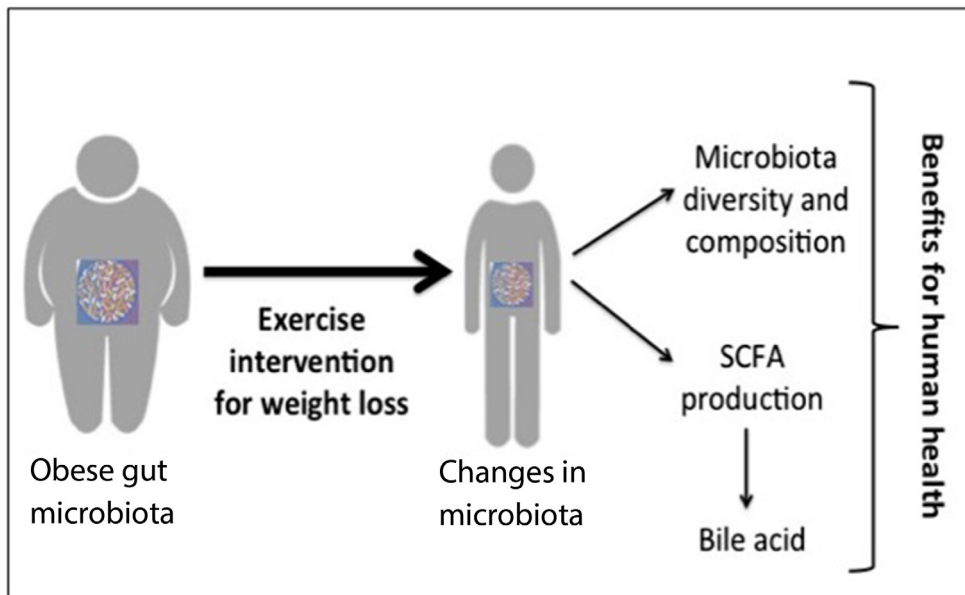 Obese gut
microbiota
Exercise
intervention
for weight loss
Changes in
microbiota
Microbiota
diversity and
composition
SCFA
production
Bile acid
Benefits for human health